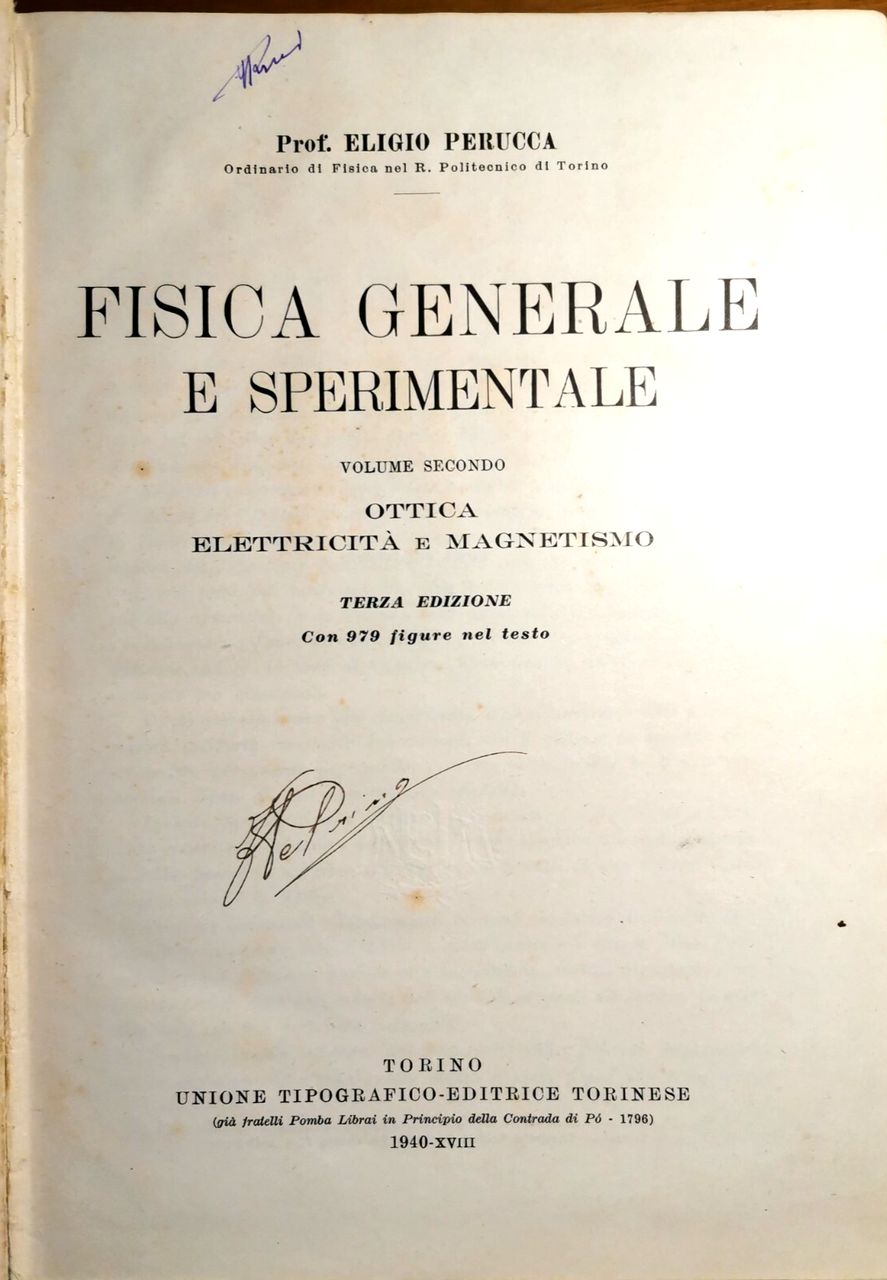 Prof. ELIGIO PERUCCA
Ordinario di Fisica nel R. Politecnico di Torino
FISICA GENERALE
E SPERIMENTALE
VOLUME SECONDO
OTTICA
ELETTRICITÀ E MAGNETISMO
TERZA EDIZIONE
Con 979 figure nel testo
TORINO
UNIONE TIPOGRAFICO-EDITRICE TORINESE
(già fratelli Pomba Librai in Principio della Contrada di Pó - 1796)
1940-XVIII